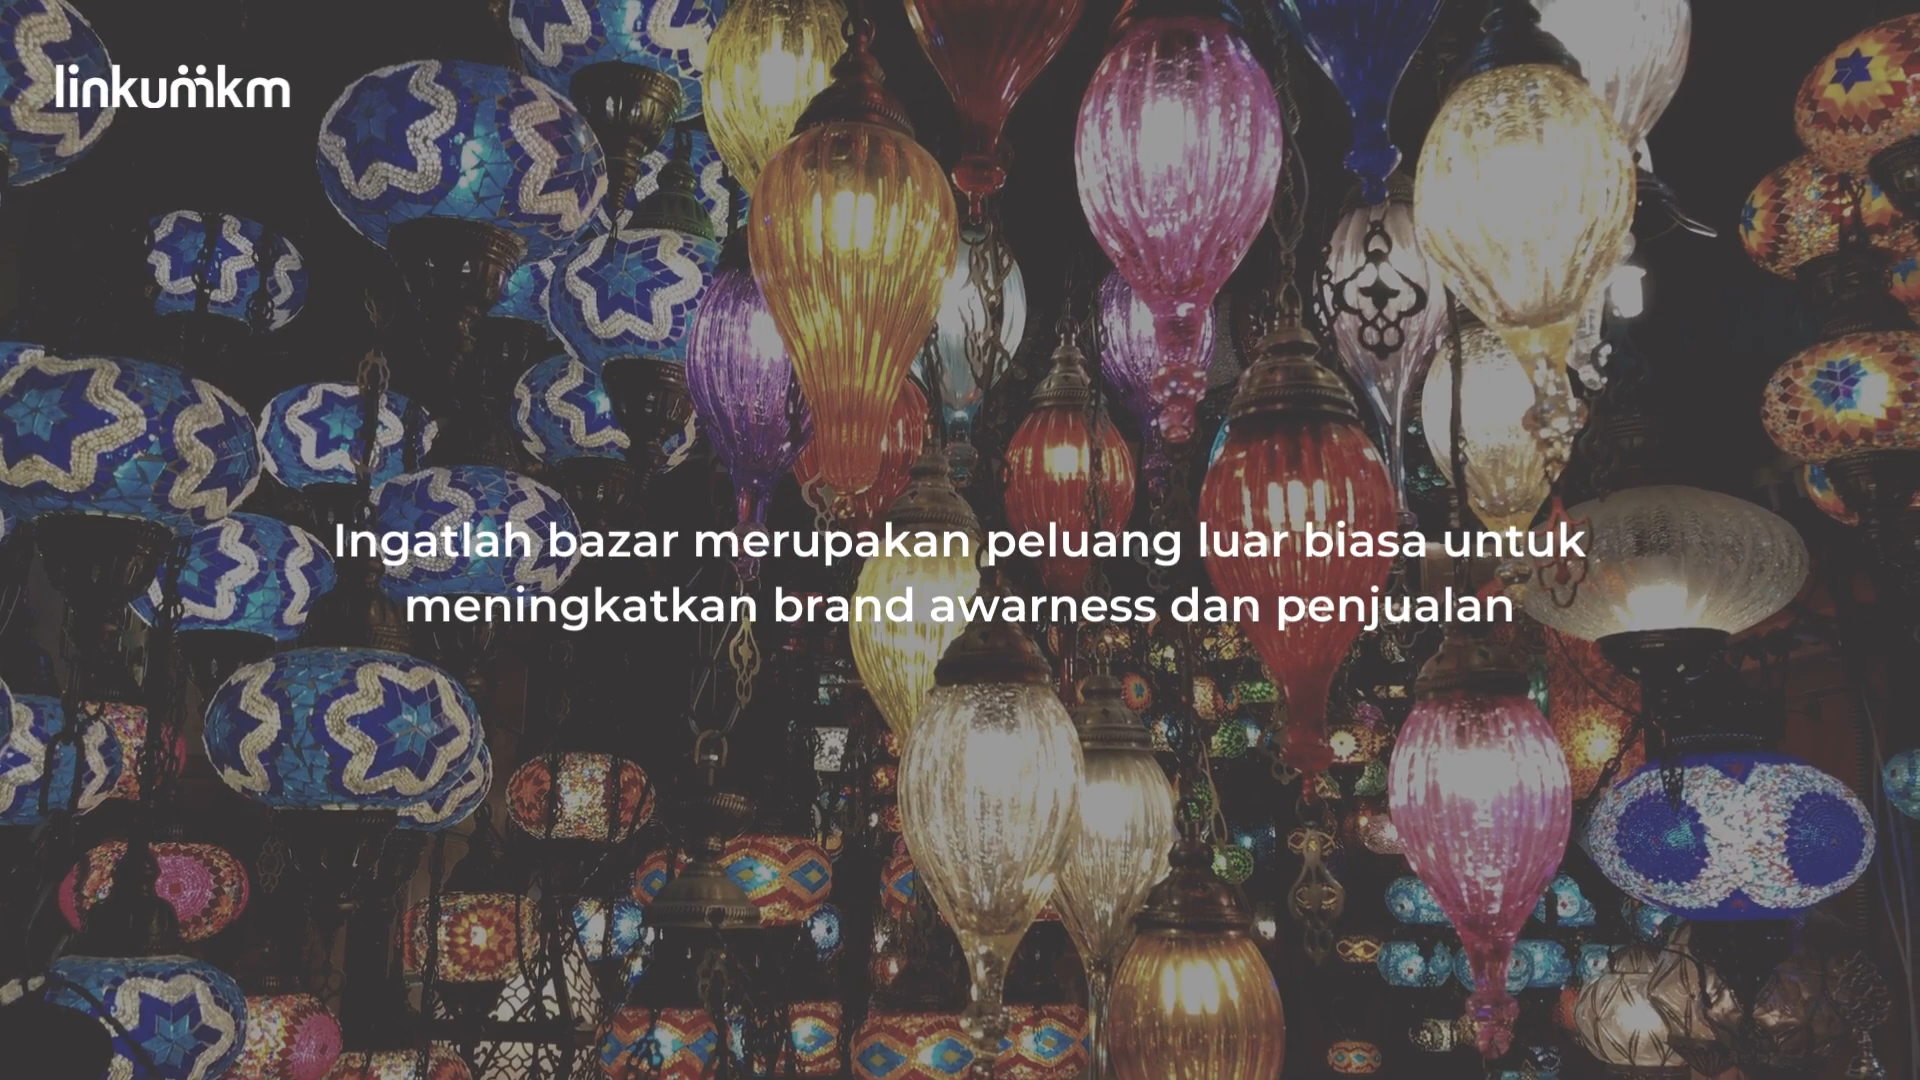 linkumkm
Ingatlah bazar merupakan peluang luar biasa untuk
meningkatkan brand awarness dan penjualan